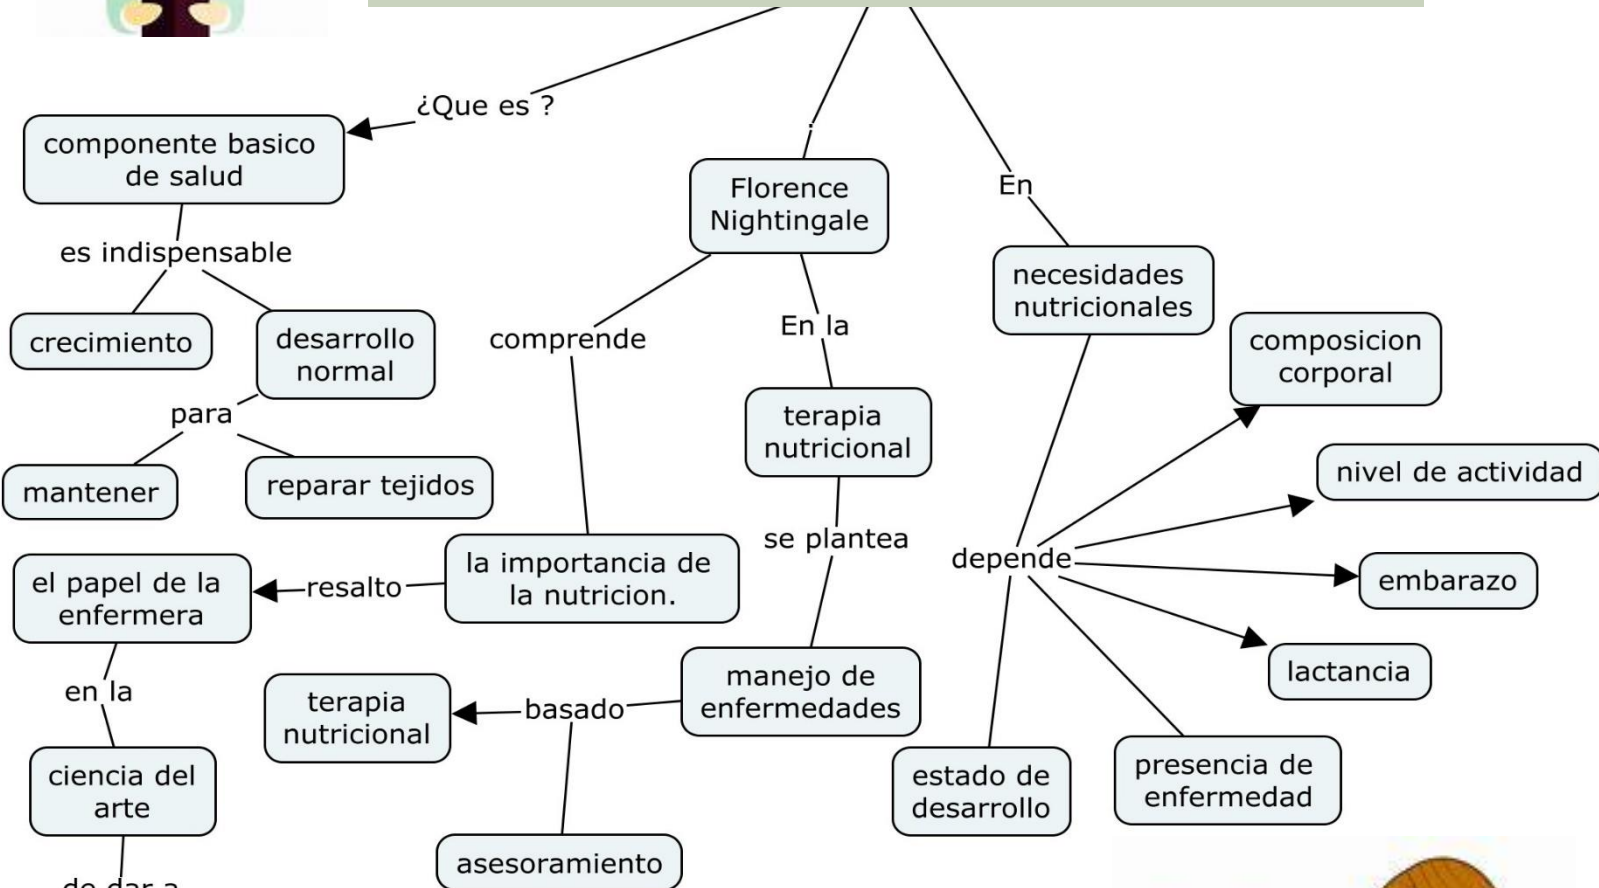 ¿Que es ?
componente basico
de salud
es indispensable
crecimiento
desarrollo
normal
para
mantener
reparar tejidos
Florence
Nightingale
comprende
la importancia de
la nutricion.
resalto
el papel de la
enfermera
en la
ciencia del
arte
de dar a
En la
terapia
nutricional
se plantea
manejo de
enfermedades
basado
terapia
nutricional
asesoramiento
En
necesidades
nutricionales
depende
composicion
corporal
nivel de actividad
embarazo
lactancia
presencia de
enfermedad
estado de
desarrollo